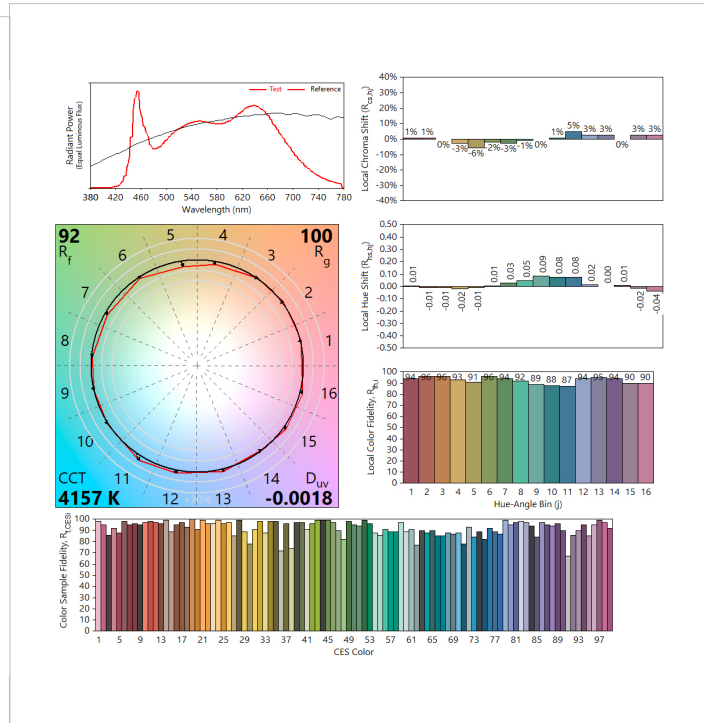 Radiant Power
(Equal Luminous Flux)
Test
Reference
380 420 460 500 540 580 620 660 700 740 780
Wavelength (nm)
Local Chroma Shift (Rcs,hj)
40%
30%
20%
10%
0%
-10%
-20%
-30%
-40%
1% 1% 0% -3% -6% -2% -3% -1% 0% 1% 5% 3% 3% 0% 3% 3%
92
Rf
100
Rg
5 4
6 3
7 2
8 1
9 16
10 15
11 14
12 13
+20%
CCT
4157 K
Duv
-0.0018
Local Hue Shift (Rhs,hj)
0.50
0.40
0.30
0.20
0.10
0.00
-0.10
-0.20
-0.30
-0.40
-0.50
0.01 -0.01 -0.01 -0.02 -0.01 0.01 0.03 0.05 0.09 0.08 0.08 0.02 0.00 0.01 -0.02 -0.04
Local Color Fidelity, Rfh,i
100
90
80
70
60
50
40
30
20
10
0
94 96 96 93 91 96 94 92 89 88 87 94 95 94 90 90
1 2 3 4 5 6 7 8 9 10 11 12 13 14 15 16
Hue-Angle Bin (j)
Color Sample Fidelity, Rf,CESi
100
90
80
70
60
50
40
30
20
10
0
1 5 9 13 17 21 25 29 33 37 41 45 49 53 57 61 65 69 73 77 81 85 89 93 97
CES Color